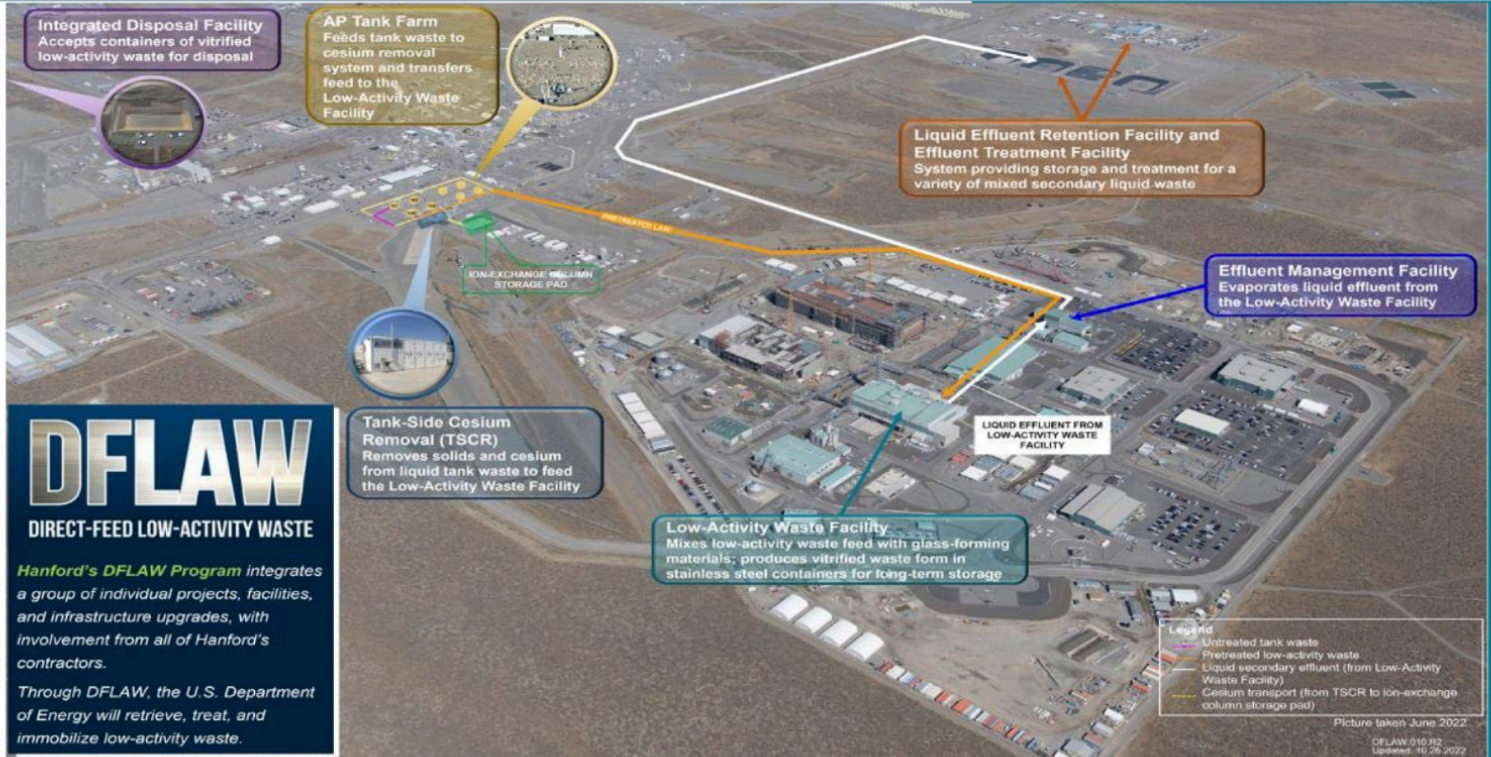 Integrated Disposal Facility
Accepts containers of vitrified
low-activity waste for disposal
AP Tank Farm
Feeds tank waste to
cesium removal
system and transfers
feed to the
Low-Activity Waste
Facility
Liquid Effluent Retention Facility and
Effluent Treatment Facility
System providing storage and treatment for a
variety of mixed secondary liquid waste
PRETREATED LAW
ION-EXCHANGE COLUMN
STORAGE PAD
Effluent Management Facility
Evaporates liquid effluent from
the Low-Activity Waste Facility
Tank-Side Cesium
Removal (TSCR)
Removes solids and cesium
from liquid tank waste to feed
the Low-Activity Waste Facility
LIQUID EFFLUENT FROM
LOW-ACTIVITY WASTE
FACILITY
Low-Activity Waste Facility
Mixes low-activity waste feed with glass-forming
materials; produces vitrified waste form in
stainless steel containers for long-term storage
DFLAW
DIRECT-FEED LOW-ACTIVITY WASTE
Hanford's DFLAW Program integrates
a group of individual projects, facilities,
and infrastructure upgrades, with
involvement from all of Hanford's
contractors.
Through DFLAW, the U.S. Department
of Energy will retrieve, treat, and
immobilize low-activity waste.
Legend
Untreated tank waste
Pretreated low-activity waste
Liquid secondary effluent (from Low-Activity
Waste Facility)
Cesium transport (from TSCR to ion-exchange
column storage pad)
Picture taken June 2022
DFLAW 010.R2
Updated: 10.26.2022